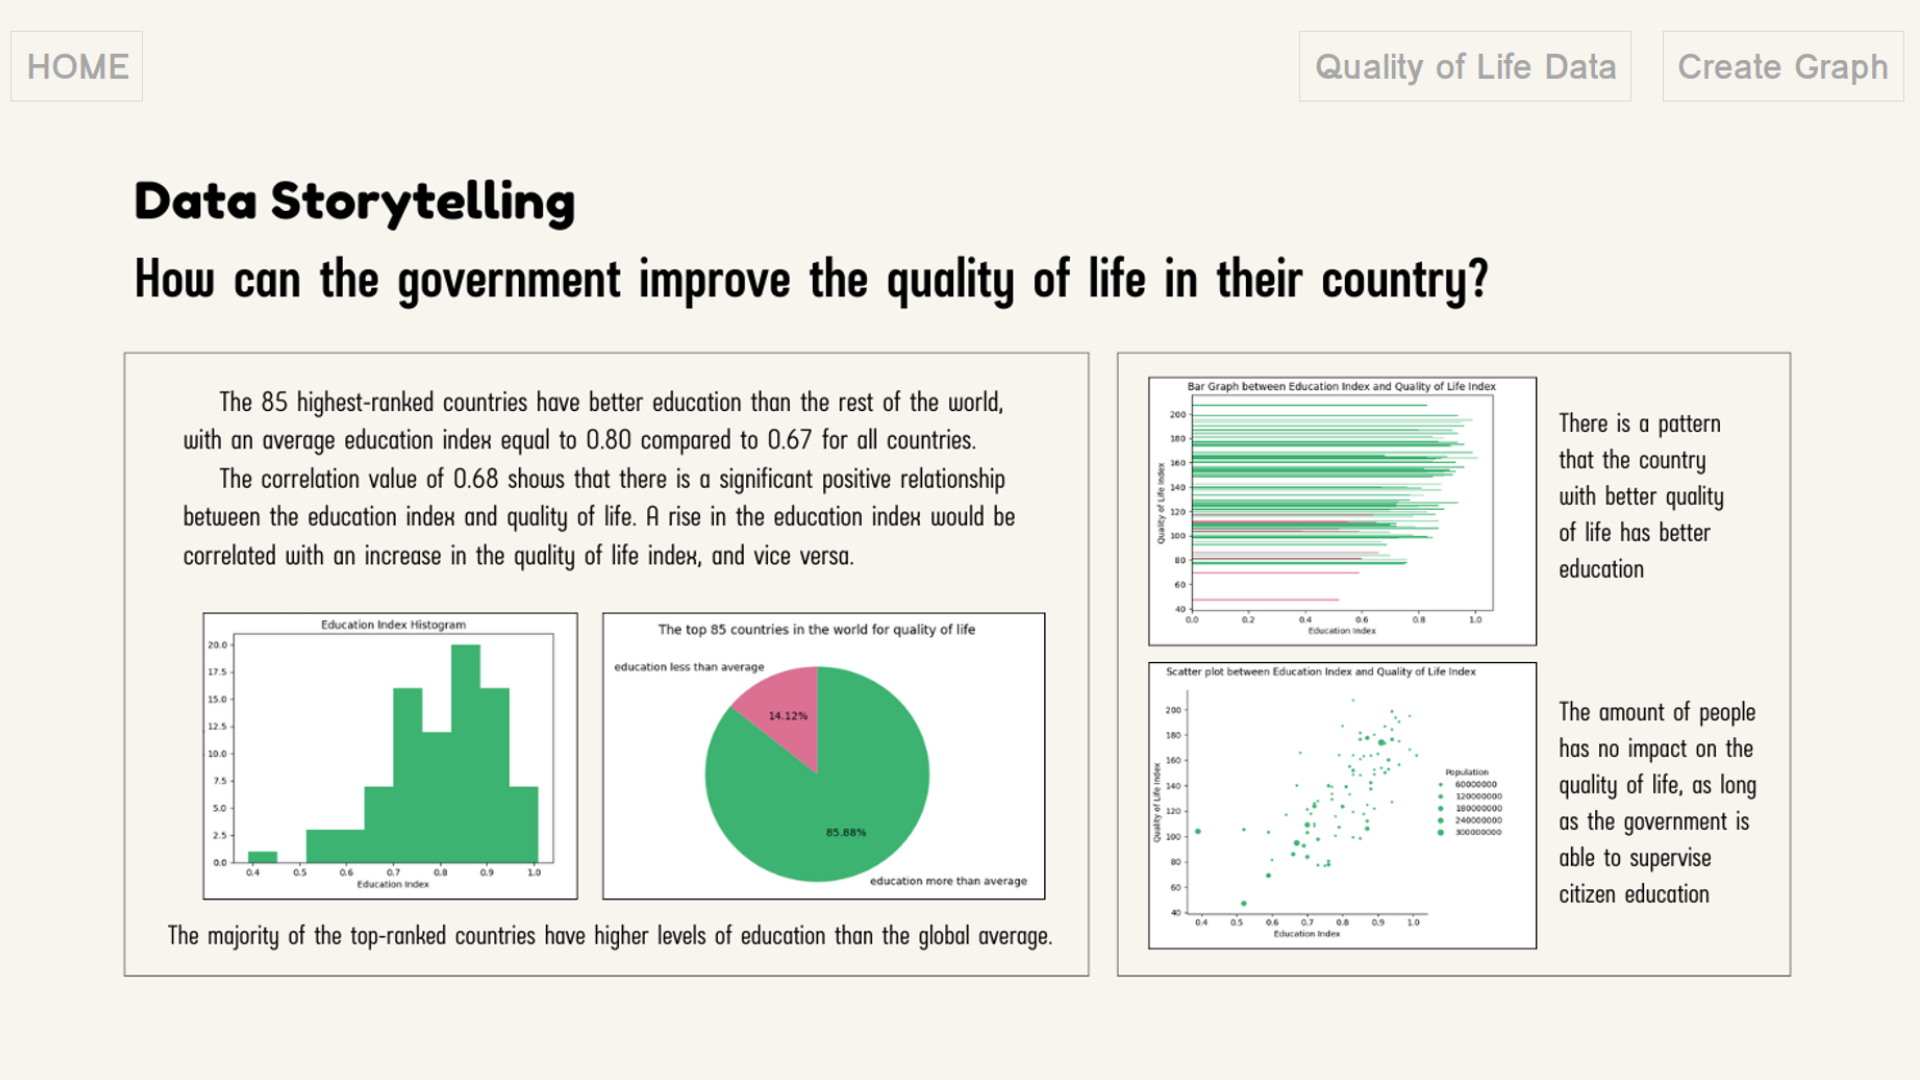 HOME
Quality of Life Data
Create Graph
Data Storytelling
How can the government improve the quality of life in their country?
The 85 highest-ranked countries have better education than the rest of the world,
with an average education index equal to 0.80 compared to 0.67 for all countries.
The correlation value of 0.68 shows that there is a significant positive relationship
between the education index and quality of life. A rise in the education index would be
correlated with an increase in the quality of life index, and vice versa.
Education Index Histogram
20.0
17.5
15.0
12.5
10.0
7.5
5.0
2.5
0.0
0.4 0.5 0.6 0.7 0.8 0.9 1.0
Education Index
The top 85 countries in the world for quality of life
education less than average
14.12%
85.88%
education more than average
The majority of the top-ranked countries have higher levels of education than the global average.
Bar Graph between Education Index and Quality of Life Index
Quality of Life Index
200
180
160
140
120
100
80
60
40
0.0 0.2 0.4 0.6 0.8 1.0
Education Index
There is a pattern
that the country
with better quality
of life has better
education
Scatter plot between Education Index and Quality of Life Index
Quality of Life Index
200
180
160
140
120
100
80
60
40
0.4 0.5 0.6 0.7 0.8 0.9 1.0
Education Index
Population
60000000
120000000
180000000
240000000
300000000
The amount of people
has no impact on the
quality of life, as long
as the government is
able to supervise
citizen education